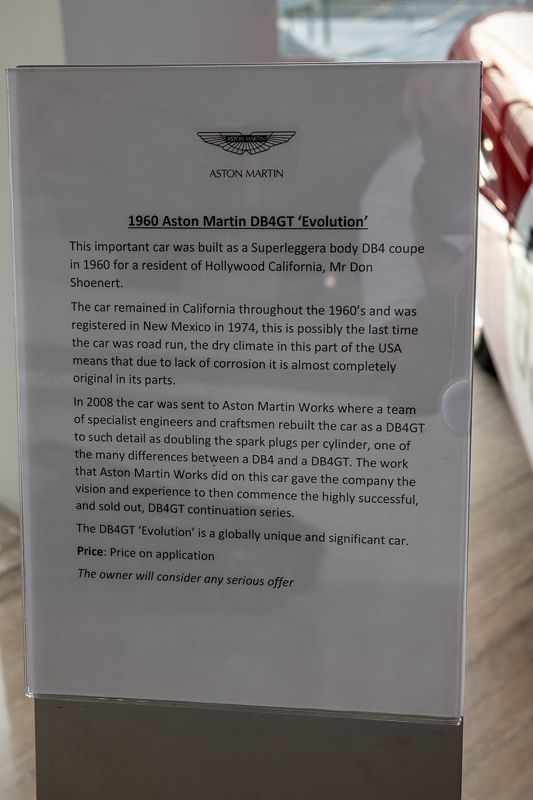 ASTON MARTIN
ASTON MARTIN
1960 Aston Martin DB4GT ‘Evolution’
This important car was built as a Superleggera body DB4 coupe
in 1960 for a resident of Hollywood California, Mr Don
Shoenert.
The car remained in California throughout the 1960’s and was
registered in New Mexico in 1974, this is possibly the last time
the car was road run, the dry climate in this part of the USA
means that due to lack of corrosion it is almost completely
original in its parts.
In 2008 the car was sent to Aston Martin Works where a team
of specialist engineers and craftsmen rebuilt the car as a DB4GT
to such detail as doubling the spark plugs per cylinder, one of
the many differences between a DB4 and a DB4GT. The work
that Aston Martin Works did on this car gave the company the
vision and experience to then commence the highly successful,
and sold out, DB4GT continuation series.
The DB4GT ‘Evolution’ is a globally unique and significant car.
Price: Price on application
The owner will consider any serious offer